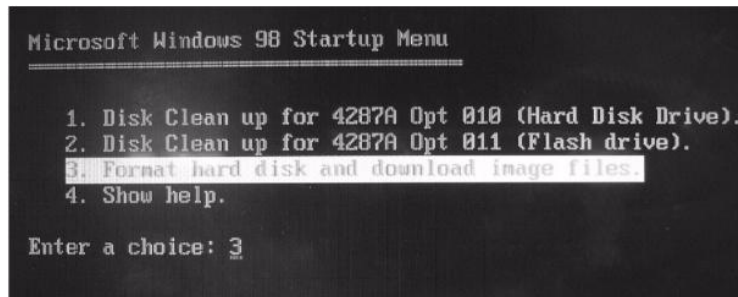 Microsoft Windows 98 Startup Menu
1. Disk Clean up for 4287A Opt 010 (Hard Disk Drive).
2. Disk Clean up for 4287A Opt 011 (Flash drive).
3. Format hard disk and download image files.
4. Show help.
Enter a choice: 3